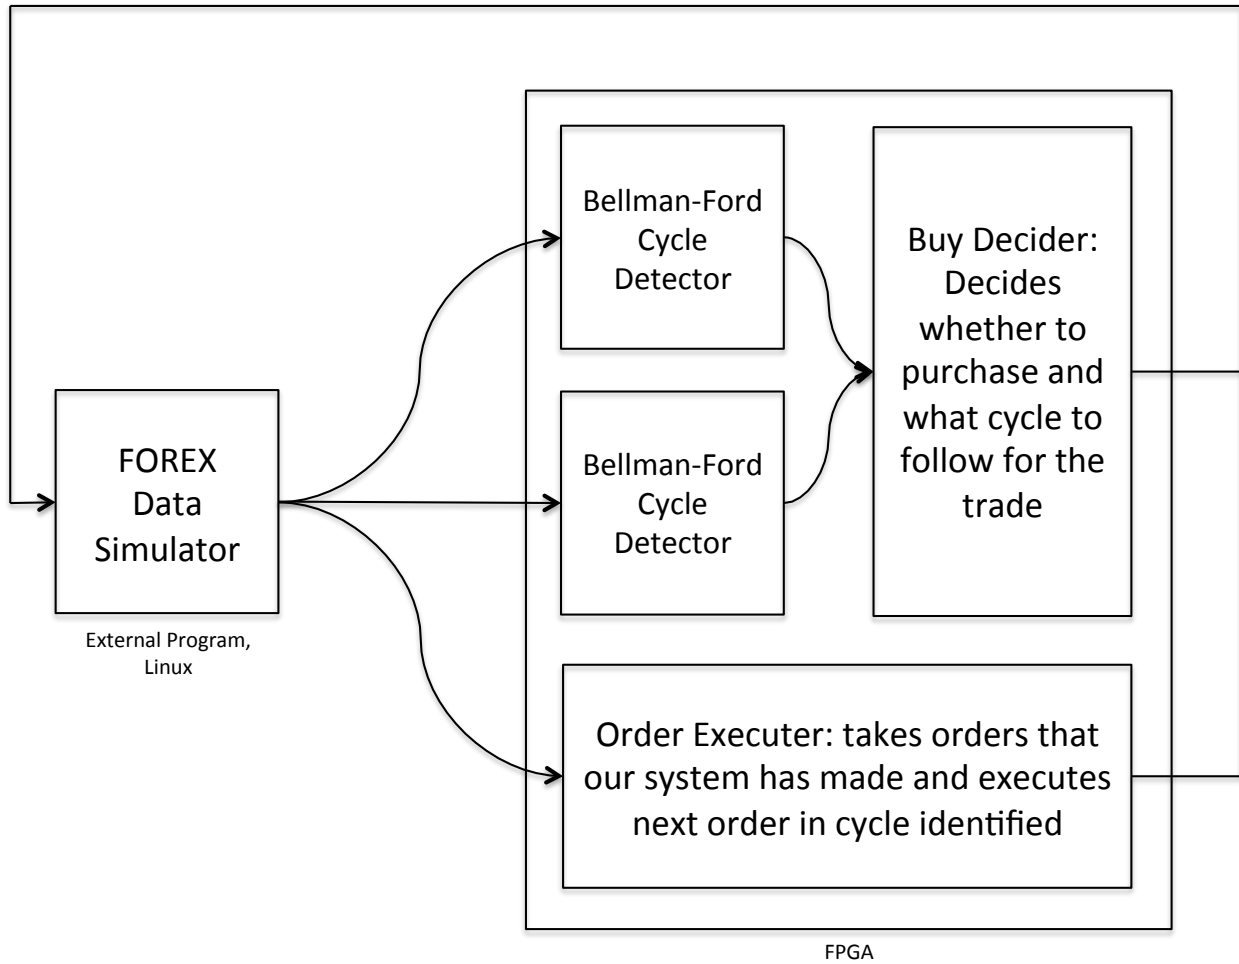 Bellman-Ford
Cycle
Detector
Buy Decider:
Decides
whether to
purchase and
what cycle to
follow for the
trade
FOREX
Data
Simulator
External Program,
Linux
Bellman-Ford
Cycle
Detector
Order Executer: takes orders that
our system has made and executes
next order in cycle identified
FPGA